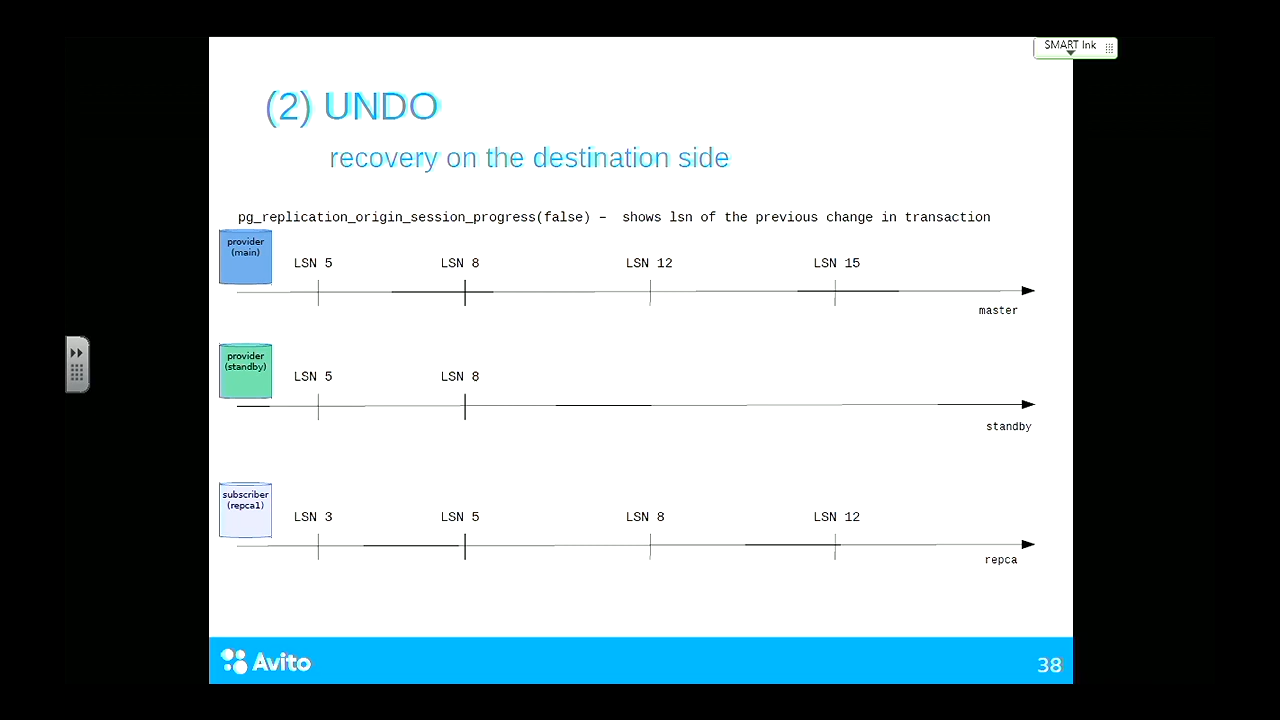 SMART Ink
(2) UNDO
recovery on the destination side
pg_replication_origin_session_progress(false) – shows lsn of the previous change in transaction
provider
(main)
LSN 5 LSN 8 LSN 12 LSN 15
master
provider
(standby)
LSN 5 LSN 8
standby
subscriber
(repca1)
LSN 3 LSN 5 LSN 8 LSN 12
repca
Avito
38